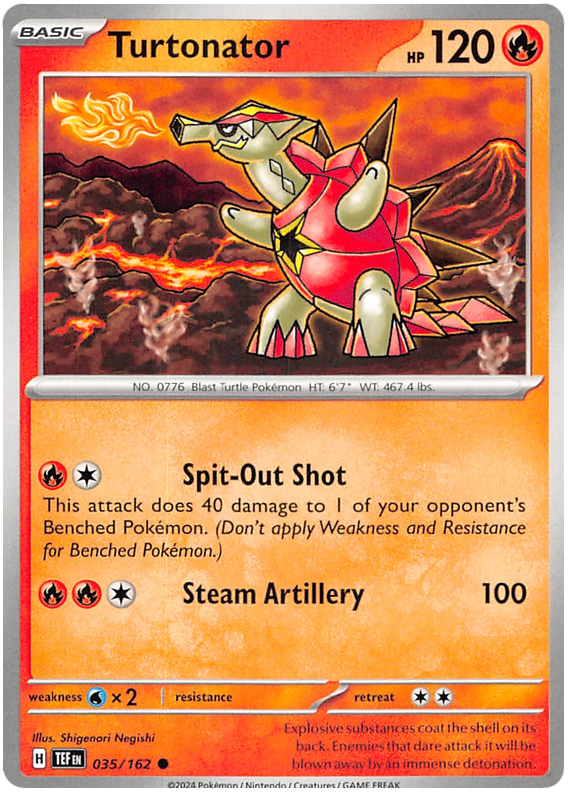 BASIC Turtonator HP 120
NO. 0776 Blast Turtle Pokémon HT: 6'7" WT: 467.4 lbs.
Spit-Out Shot
This attack does 40 damage to 1 of your opponent's
Benched Pokémon. (Don't apply Weakness and Resistance
for Benched Pokémon.)
Steam Artillery 100
weakness ×2 resistance retreat
Illus. Shigenori Negishi
H TEF EN 035/162
Explosive substances coat the shell on its
back. Enemies that dare attack it will be
blown away by an immense detonation.
©2024 Pokémon / Nintendo / Creatures / GAME FREAK